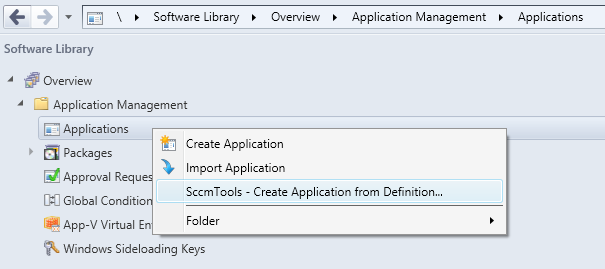 \ Software Library Overview Application Management Applications
Software Library
Overview
Application Management
Applications
Packages
Approval Reque
Global Condition
App-V Virtual En
Windows Sideloading Keys
Create Application
Import Application
SccmTools - Create Application from Definition...
Folder